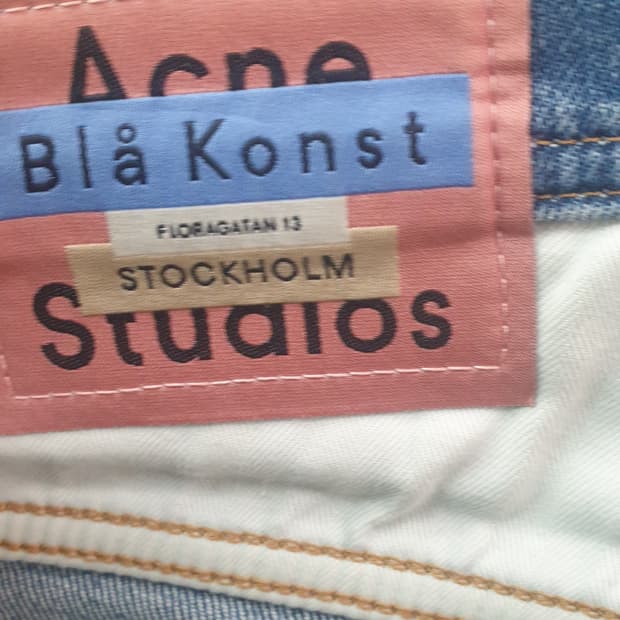 Acne
Blå Konst
FLORAGATAN 13
STOCKHOLM
Studios